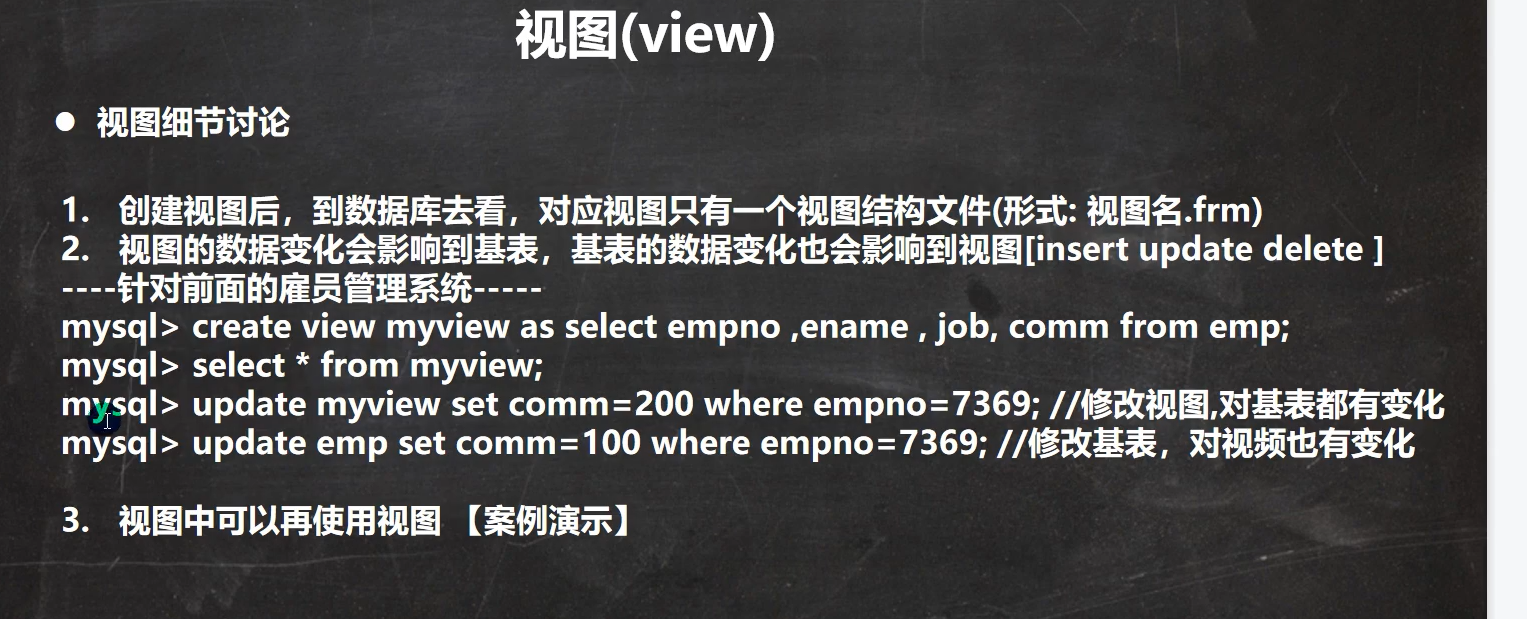 视图(view)
● 视图细节讨论
1. 创建视图后，到数据库去看，对应视图只有一个视图结构文件(形式: 视图名.frm)
2. 视图的数据变化会影响到基表，基表的数据变化也会影响到视图[insert update delete ]
----针对前面的雇员管理系统-----
mysql> create view myview as select empno ,ename , job, comm from emp;
mysql> select * from myview;
mysql> update myview set comm=200 where empno=7369; //修改视图,对基表都有变化
mysql> update emp set comm=100 where empno=7369; //修改基表，对视频也有变化
3. 视图中可以再使用视图 【案例演示】